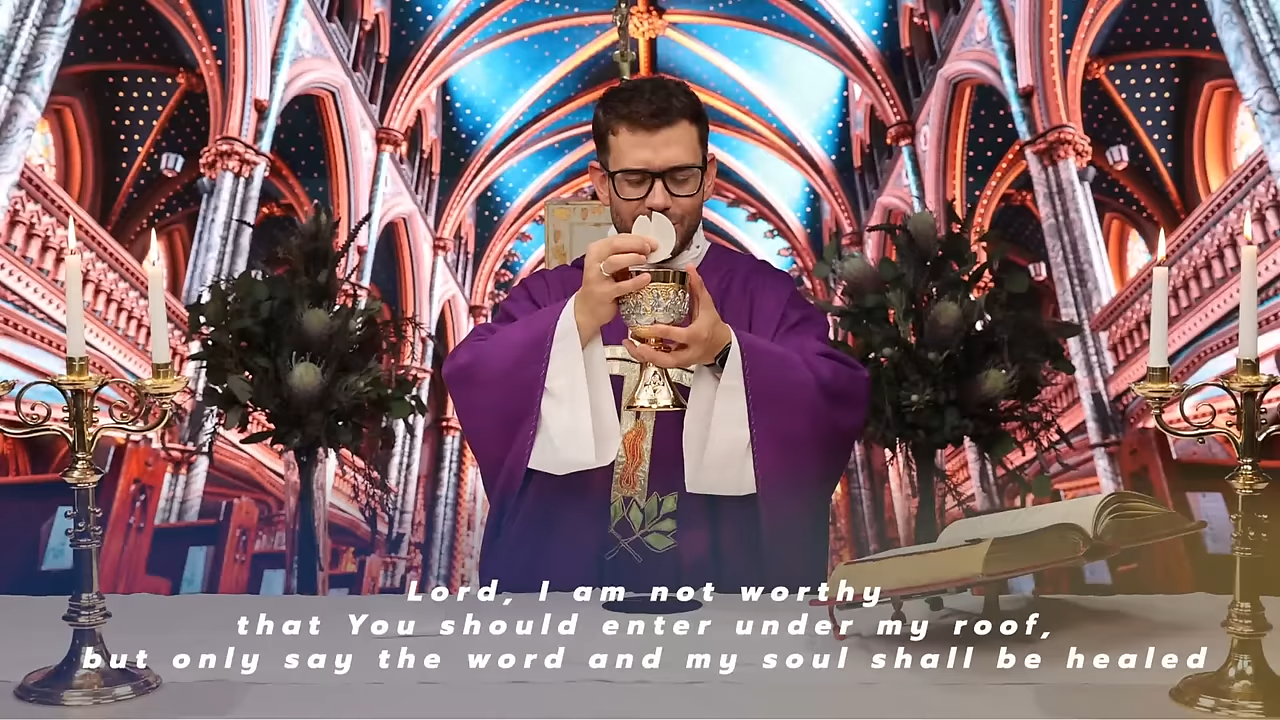 Lord, I am not worthy
that You should enter under my roof,
but only say the word and my soul shall be healed